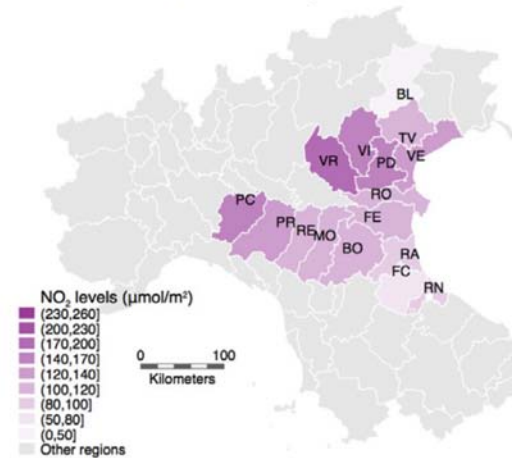 BL
TV
VI
VE
VR
PD
RO
PC
FE
PR
RE
MO
BO
RA
FC
RN
NO₂ levels (μmol/m²)
(230,260]
(200,230]
(170,200]
(140,170]
(120,140]
(100,120]
(80,100]
(50,80]
(0,50]
Other regions
0 100
Kilometers